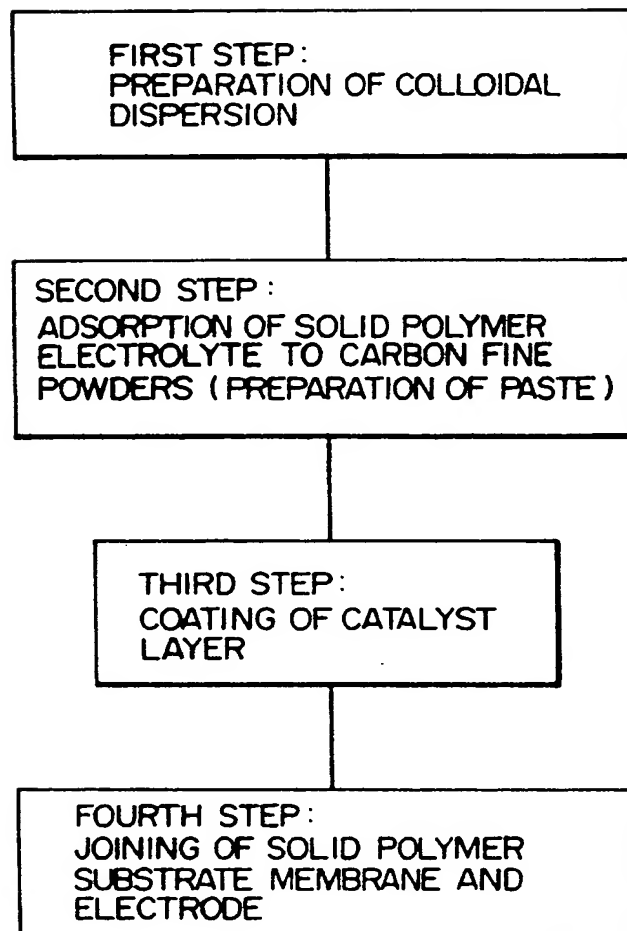 FIRST STEP:
PREPARATION OF COLLOIDAL
DISPERSION
SECOND STEP:
ADSORPTION OF SOLID POLYMER
ELECTROLYTE TO CARBON FINE
POWDERS (PREPARATION OF PASTE)
THIRD STEP:
COATING OF CATALYST
LAYER
FOURTH STEP:
JOINING OF SOLID POLYMER
SUBSTRATE MEMBRANE AND
ELECTRODE